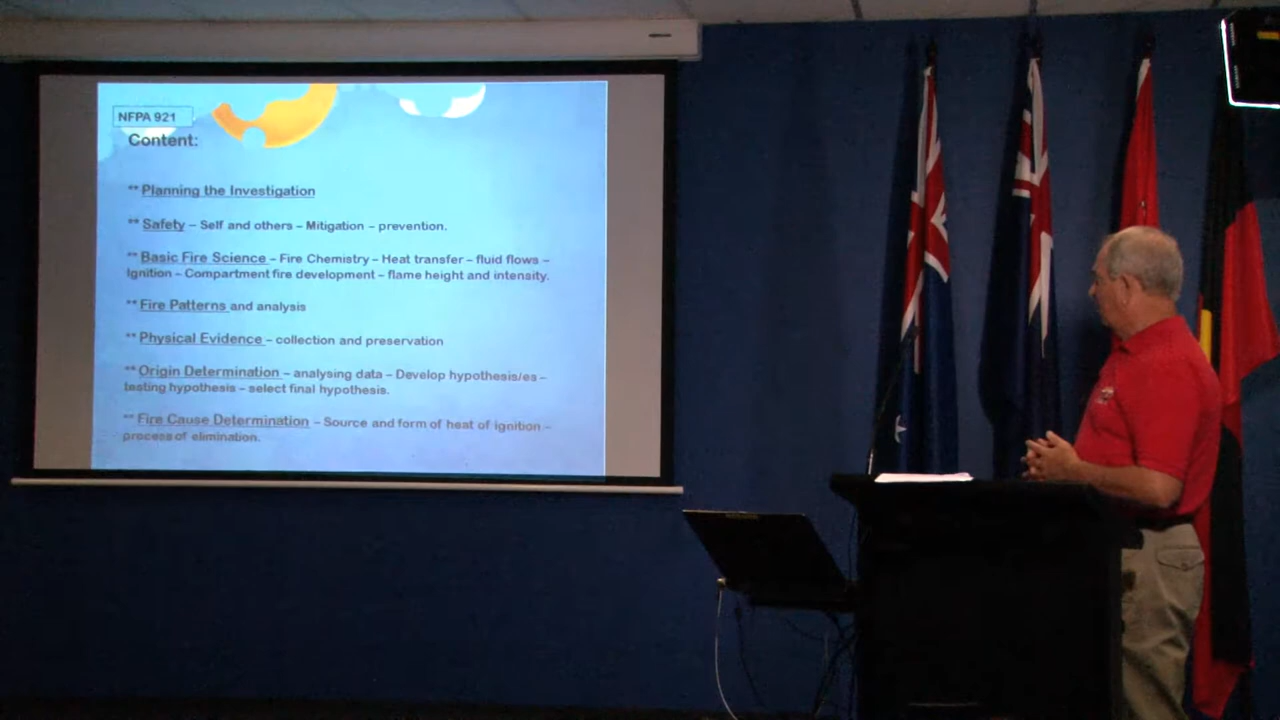 NFPA 921
Content:
** Planning the Investigation
** Safety – Self and others – Mitigation – prevention.
** Basic Fire Science – Fire Chemistry – Heat transfer – fluid flows –
Ignition – Compartment fire development – flame height and intensity.
** Fire Patterns and analysis
** Physical Evidence – collection and preservation
** Origin Determination – analysing data – Develop hypothesis/es –
testing hypothesis – select final hypothesis.
** Fire Cause Determination – Source and form of heat of ignition –
process of elimination.